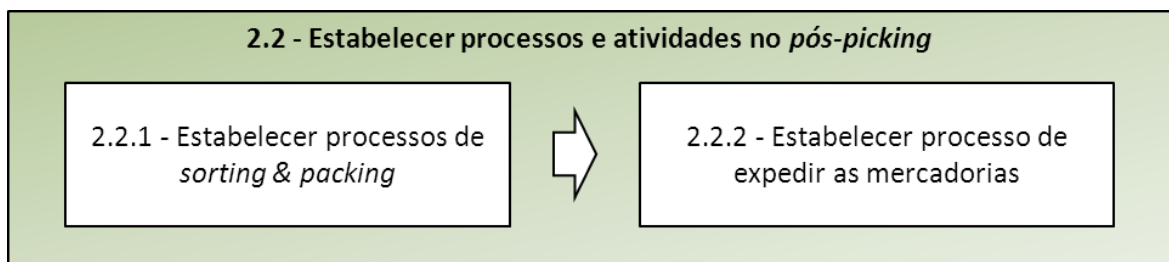 2.2 - Estabelecer processos e atividades no pós-picking
2.2.1 - Estabelecer processos de
sorting & packing
2.2.2 - Estabelecer processo de
expedir as mercadorias